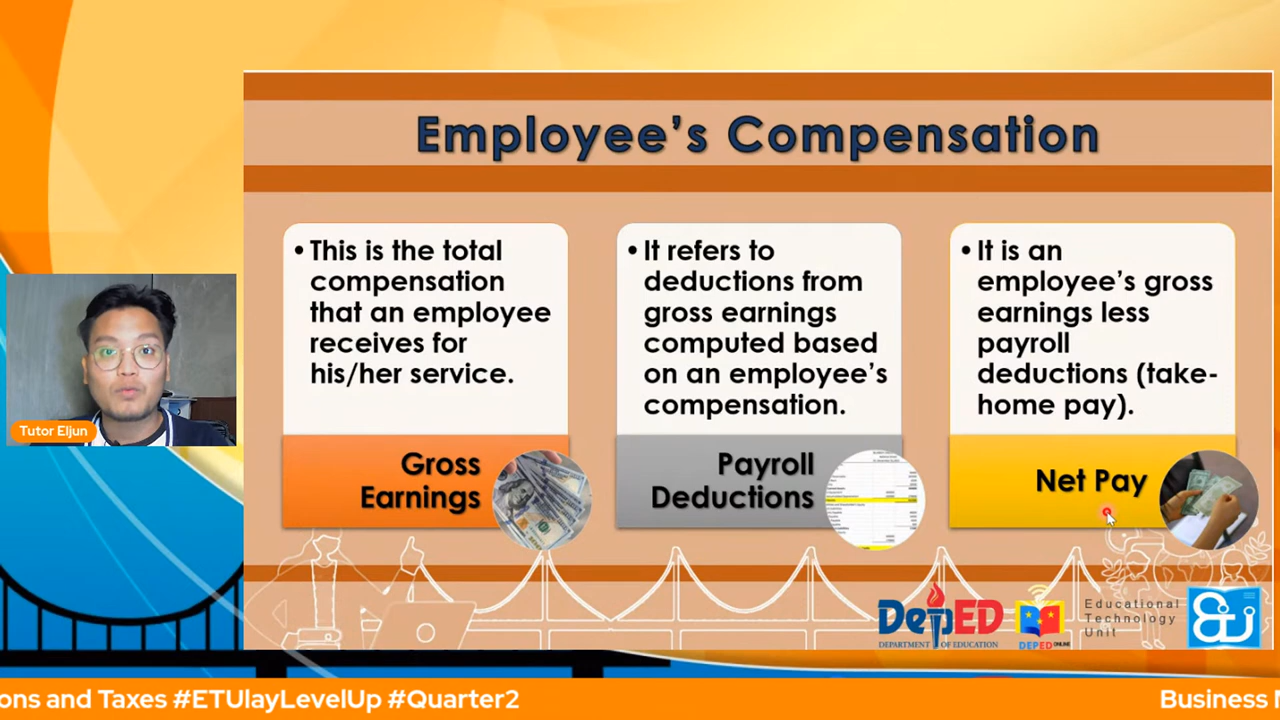 Employee's Compensation
• This is the total
compensation
that an employee
receives for
his/her service.
Gross
Earnings
• It refers to
deductions from
gross earnings
computed based
on an employee's
compensation.
Payroll
Deductions
• It is an
employee's gross
earnings less
payroll
deductions (take-
home pay).
Net Pay
Tutor Eljun
DepED
DEPARTMENT OF EDUCATION
DEPED ONLINE
Educational
Technology
Unit
ons and Taxes #ETUlayLevelUp #Quarter2
Business M